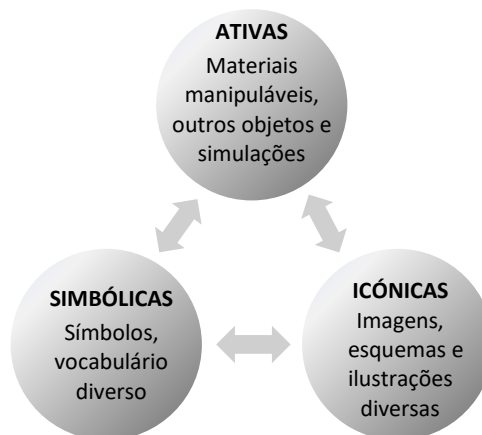 ATIVAS
Materiais
manipuláveis,
outros objetos e
simulações
SIMBÓLICAS
Símbolos,
vocabulário
diverso
ICÓNICAS
Imagens,
esquemas e
ilustrações
diversas